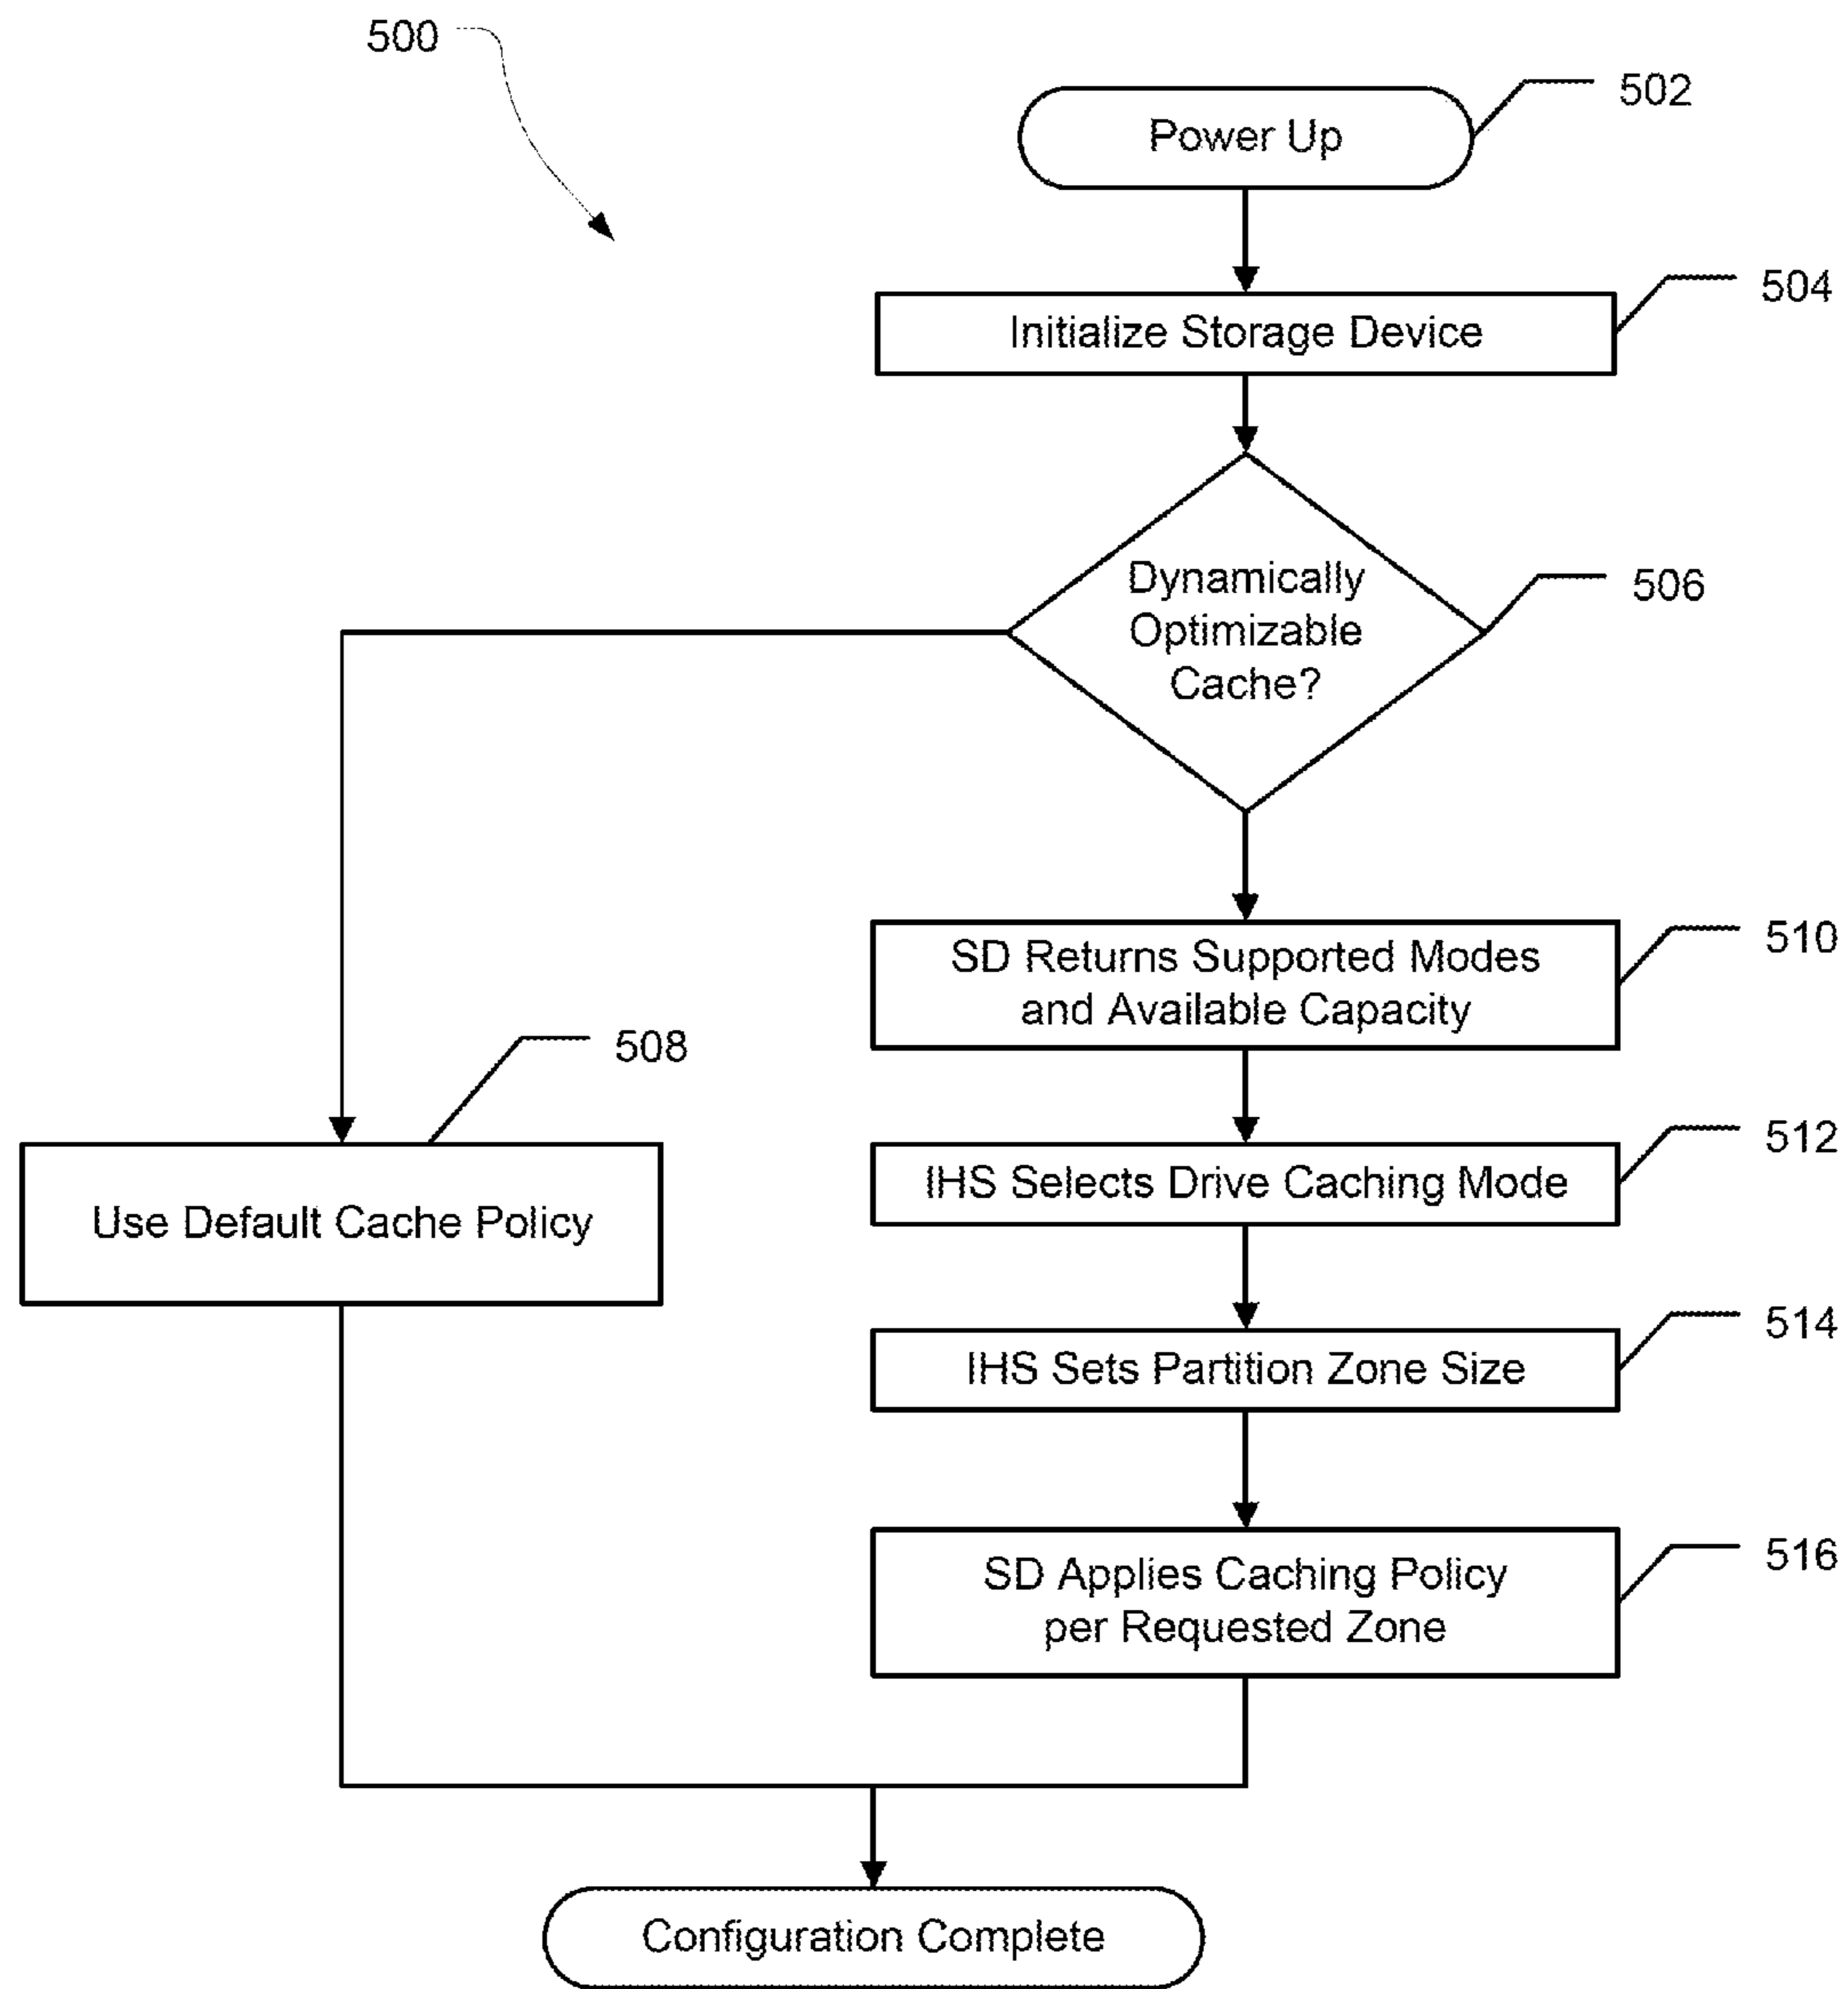 500
502
Power Up
504
Initialize Storage Device
Dynamically
Optimizable
Cache?
506
510
SD Returns Supported Modes
and Available Capacity
508
Use Default Cache Policy
512
IHS Selects Drive Caching Mode
514
IHS Sets Partition Zone Size
516
SD Applies Caching Policy
per Requested Zone
Configuration Complete